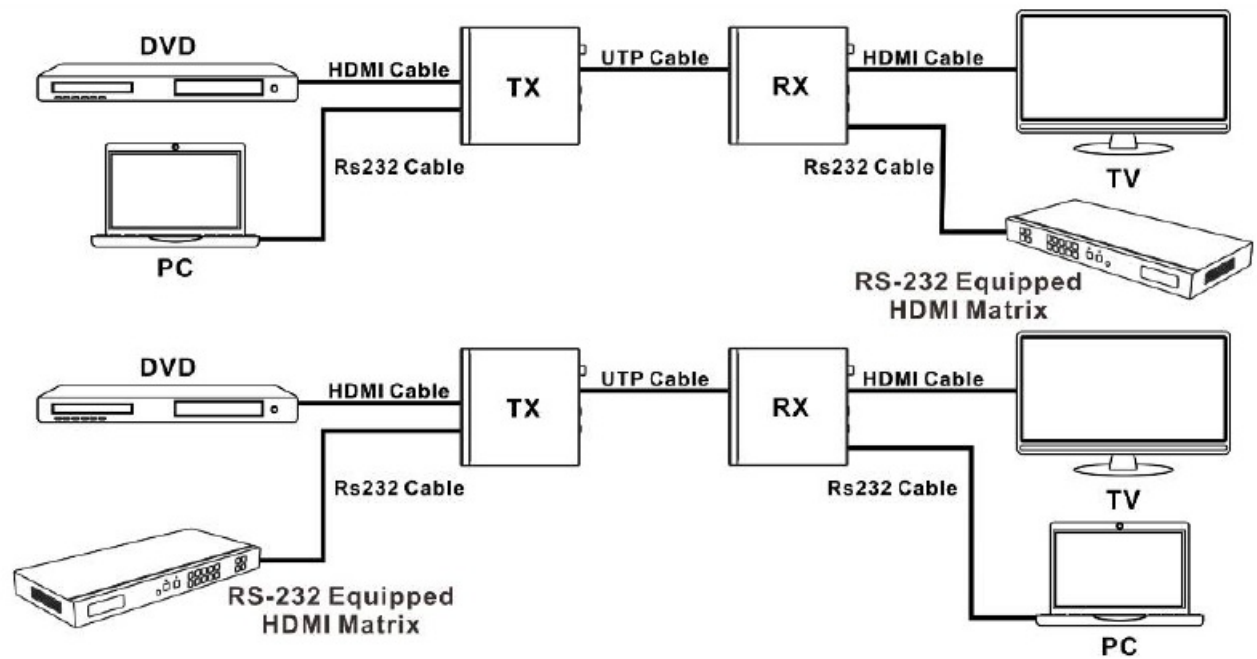 DVD
HDMI Cable
TX
UTP Cable
RX
HDMI Cable
Rs232 Cable
Rs232 Cable
TV
PC
RS-232 Equipped
HDMI Matrix
DVD
HDMI Cable
TX
UTP Cable
RX
HDMI Cable
Rs232 Cable
Rs232 Cable
TV
RS-232 Equipped
HDMI Matrix
PC